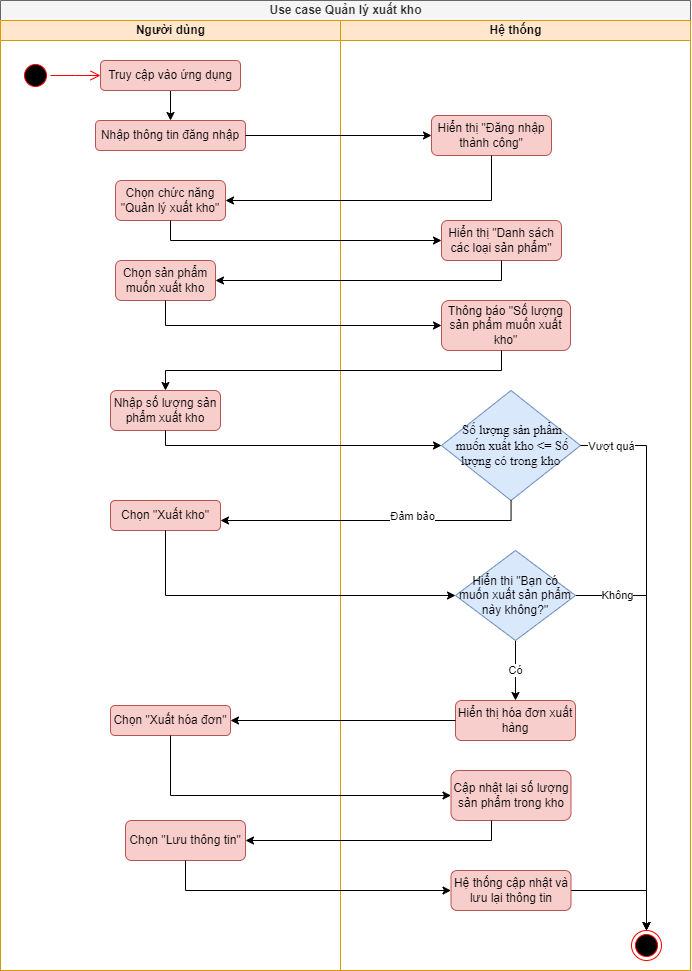 Use case Quản lý xuất kho
Người dùng
Hệ thống
Truy cập vào ứng dụng
Nhập thông tin đăng nhập
Hiển thị "Đăng nhập
thành công"
Chọn chức năng
"Quản lý xuất kho"
Hiển thị "Danh sách
các loại sản phẩm"
Chọn sản phẩm
muốn xuất kho
Thông báo "Số lượng
sản phẩm muốn xuất
kho"
Nhập số lượng sản
phẩm xuất kho
Số lượng sản phẩm
muốn xuất kho <= Số
lượng có trong kho
Vượt quá
Chọn "Xuất kho"
Đảm bảo
Hiển thị "Bạn có
muốn xuất sản phẩm
này không?"
Không
Có
Chọn "Xuất hóa đơn"
Hiển thị hóa đơn xuất
hàng
Cập nhật lại số lượng
sản phẩm trong kho
Chọn "Lưu thông tin"
Hệ thống cập nhật và
lưu lại thông tin